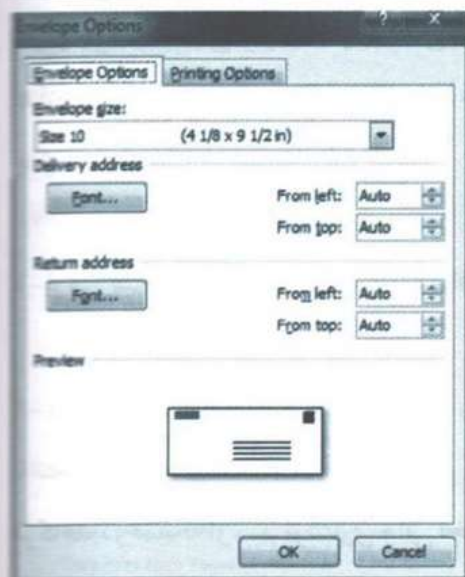 Envelope Options
? X
Envelope Options Printing Options
Envelope size:
Size 10 (4 1/8 x 9 1/2 in)
Delivery address
Font... From left: Auto
From top: Auto
Return address
Font... From left: Auto
From top: Auto
Preview
OK Cancel